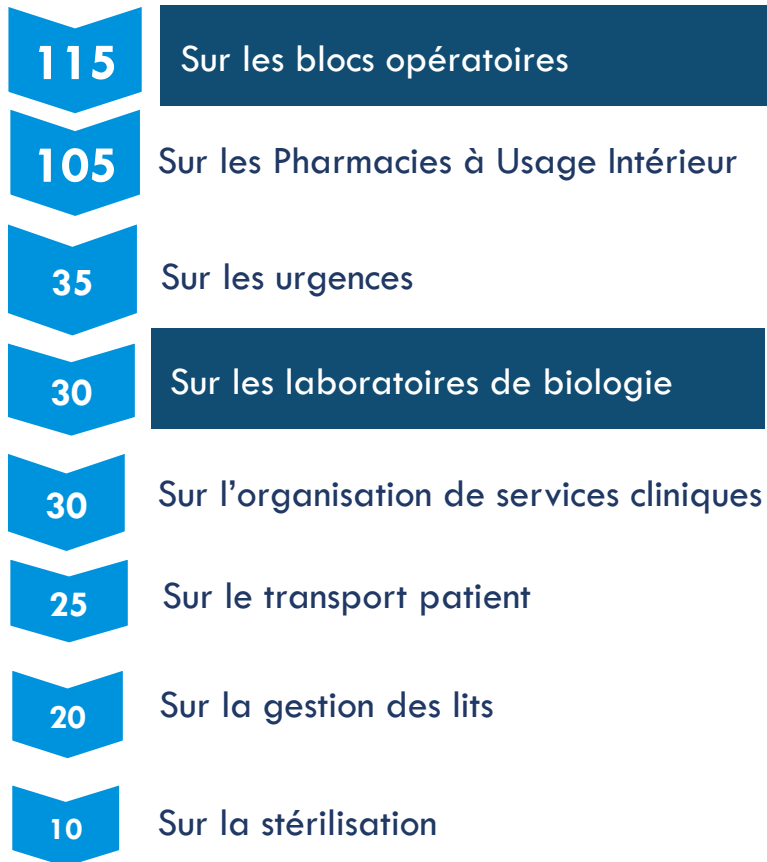 115 Sur les blocs opératoires
105 Sur les Pharmacies à Usage Intérieur
35 Sur les urgences
30 Sur les laboratoires de biologie
30 Sur l'organisation de services cliniques
25 Sur le transport patient
20 Sur la gestion des lits
10 Sur la stérilisation